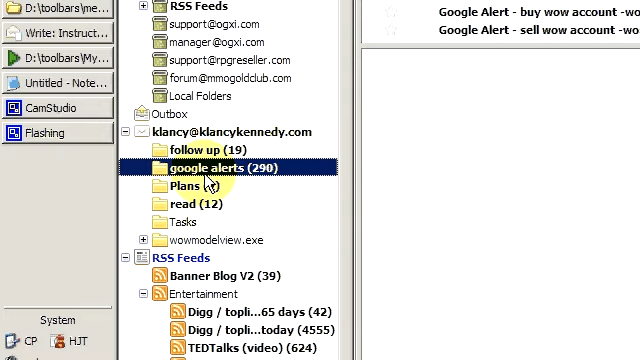 D:\toolbars\me...
Write: Instruct...
D:\toolbars\My...
Untitled - Note...
CamStudio
Flashing
System
CP
HJT
RSS Feeds
support@ogxi.com
manager@ogxi.com
support@rpgreseller.com
forum@mmogoldclub.com
Local Folders
Outbox
klancy@klancykennedy.com
follow up (19)
google alerts (290)
Plans
read (12)
Tasks
wowmodelview.exe
RSS Feeds
Banner Blog V2 (39)
Entertainment
Digg / topli...65 days (42)
Digg / topli...today (4555)
TEDTalks (video) (624)
Google Alert - buy wow account -wo
Google Alert - sell wow account -wo